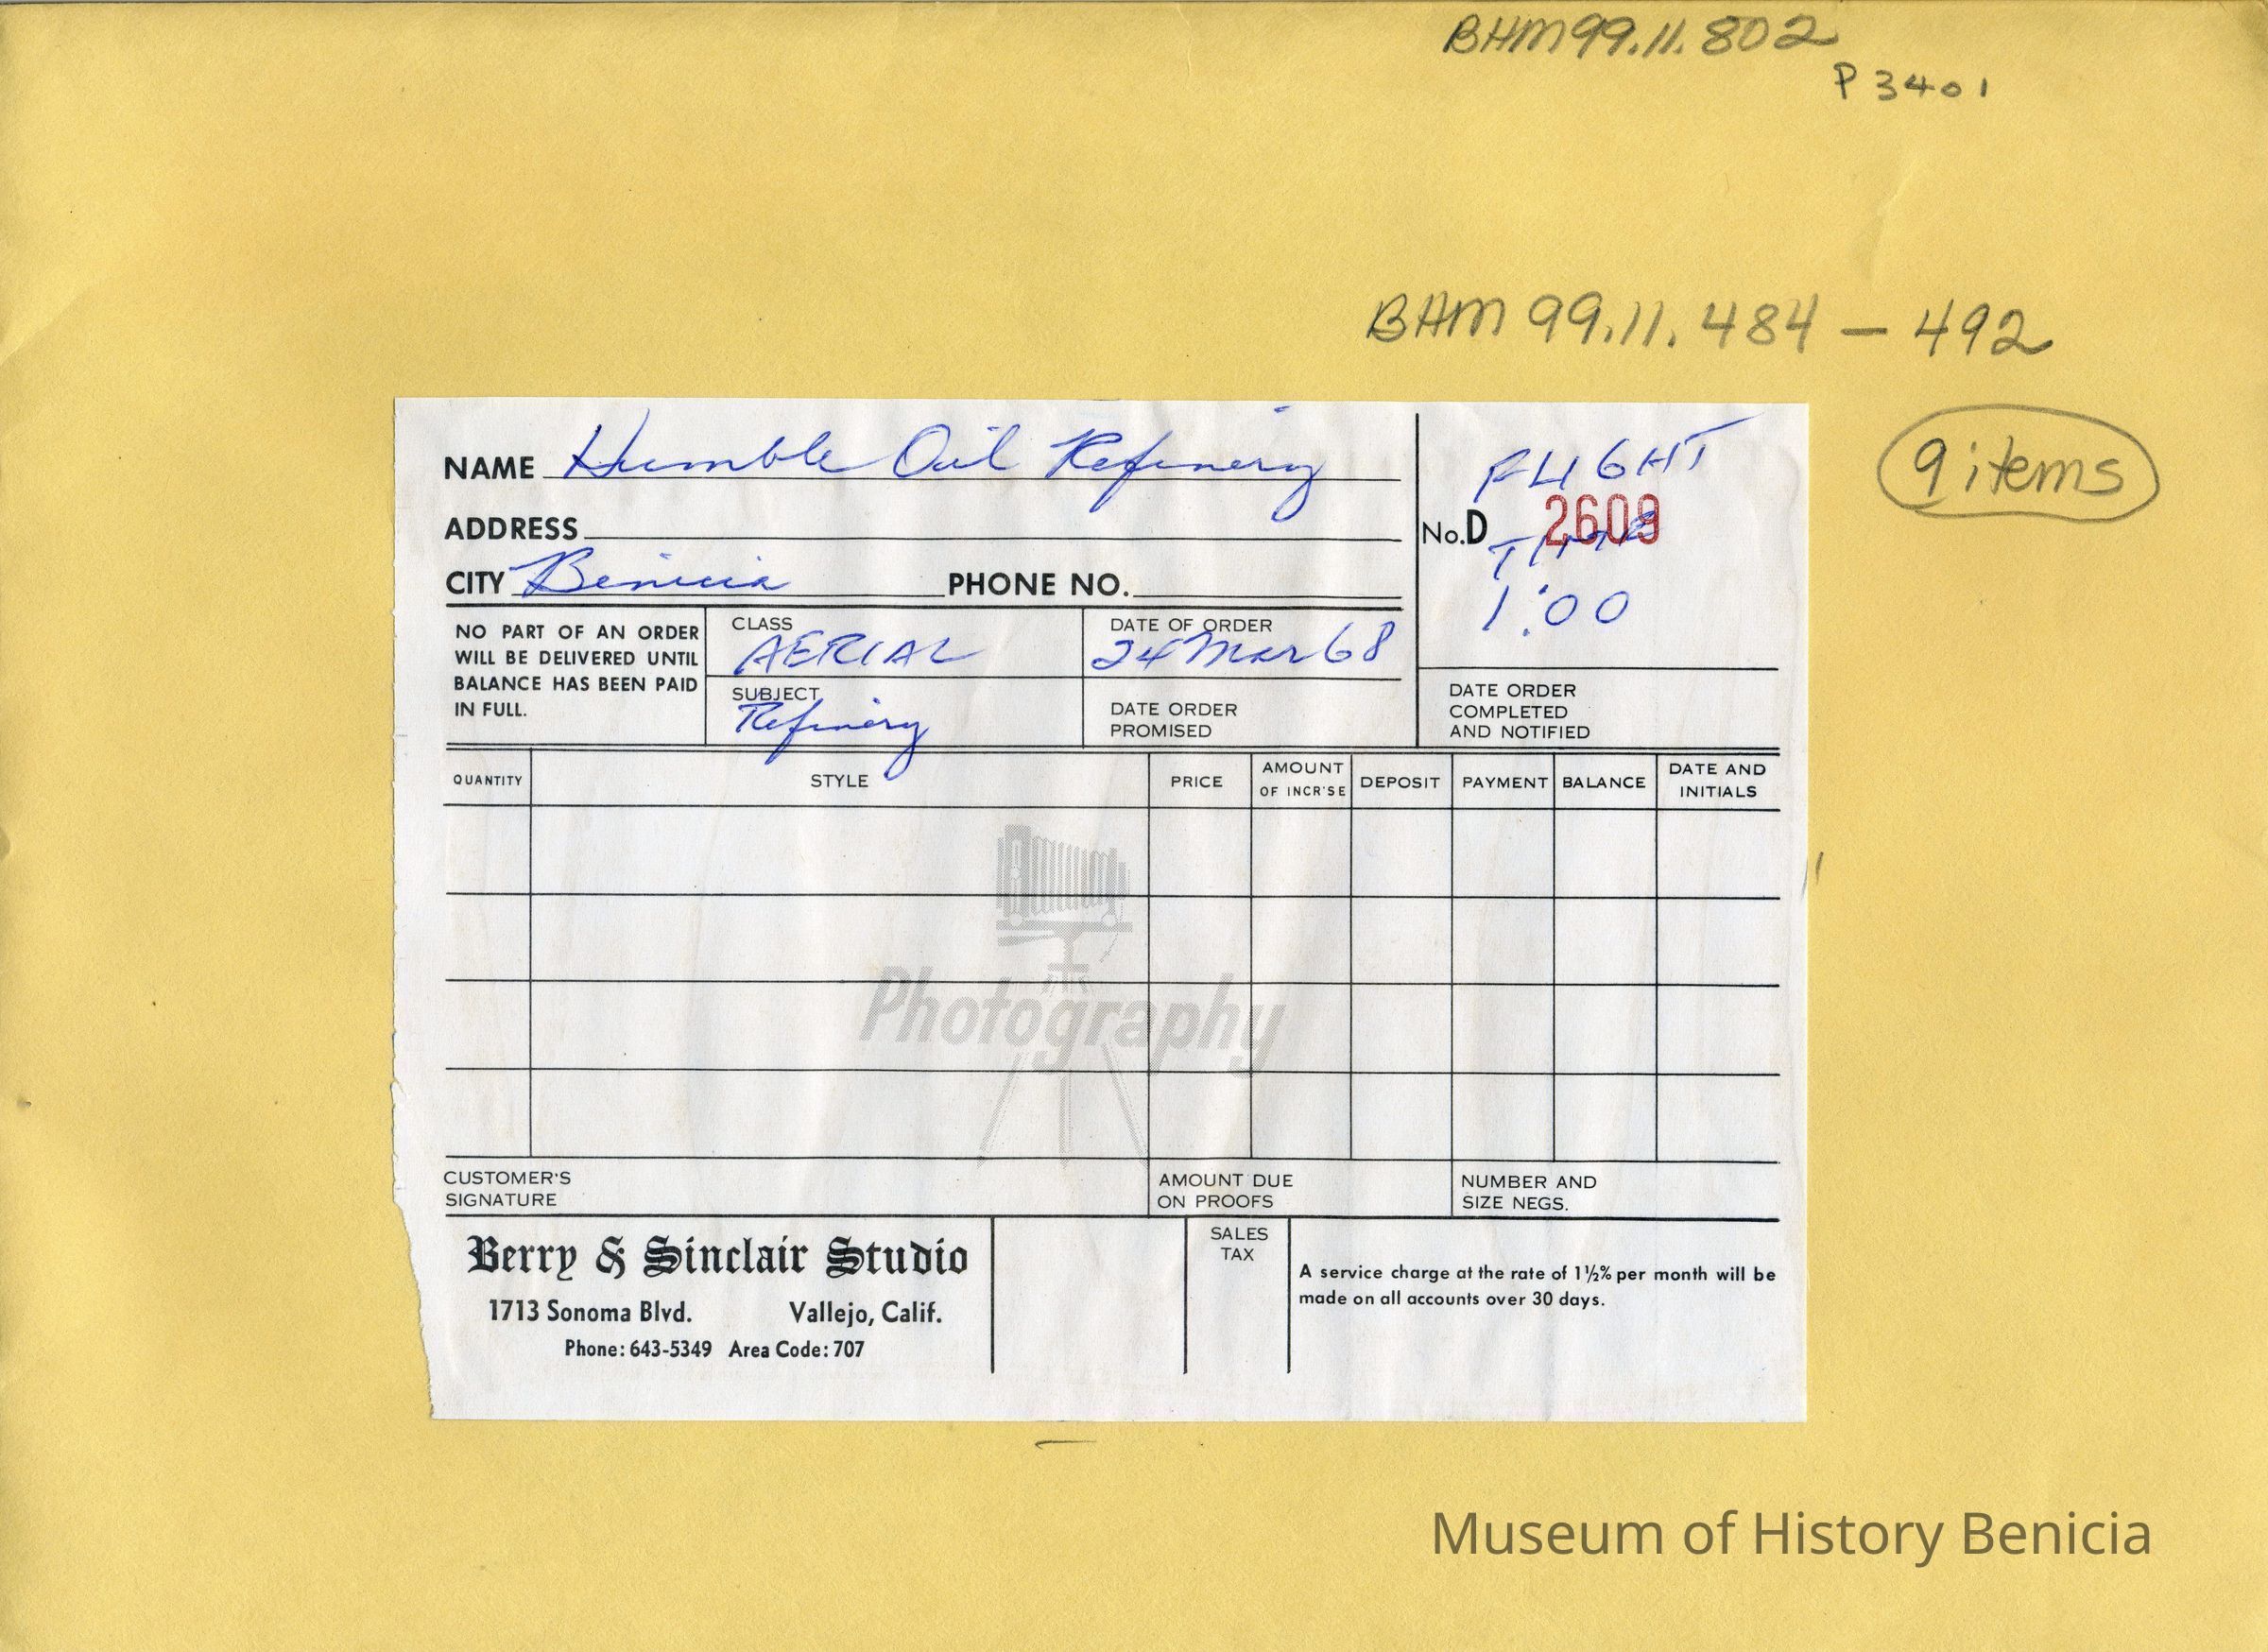 BHM99.11.802
P 3401
BHM 99.11.484 – 492
9 items
NAME Humble Oil Refinery
FLIGHT
ADDRESS
No.D 2609
TIME
CITY Benicia PHONE NO.
1:00
NO PART OF AN ORDER
WILL BE DELIVERED UNTIL
BALANCE HAS BEEN PAID
IN FULL.
CLASS
AERIAL
DATE OF ORDER
24 Mar 68
SUBJECT
Refinery
DATE ORDER
PROMISED
DATE ORDER
COMPLETED
AND NOTIFIED
QUANTITY
STYLE
PRICE
AMOUNT
OF INCR'SE
DEPOSIT
PAYMENT
BALANCE
DATE AND
INITIALS
Photography
CUSTOMER'S
SIGNATURE
AMOUNT DUE
ON PROOFS
NUMBER AND
SIZE NEGS.
Berry & Sinclair Studio
1713 Sonoma Blvd. Vallejo, Calif.
Phone: 643-5349 Area Code: 707
SALES
TAX
A service charge at the rate of 1½% per month will be
made on all accounts over 30 days.
Museum of History Benicia